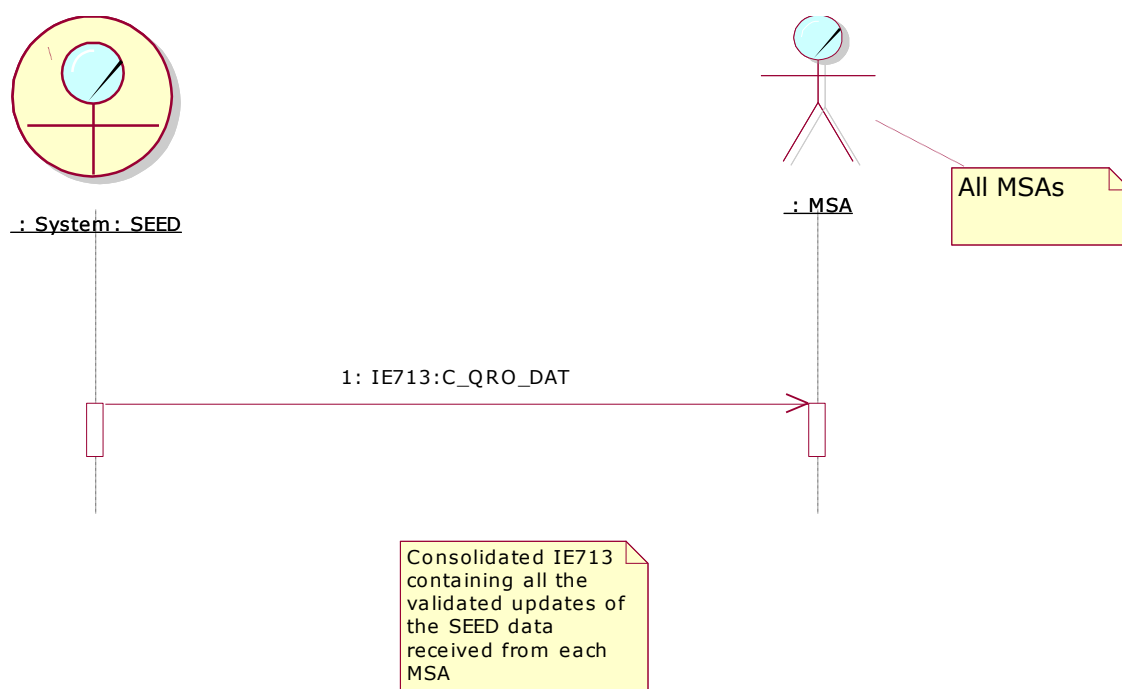 : System: SEED
: MSA
All MSAs
1: IE713:C_QRO_DAT
Consolidated IE713
containing all the
validated updates of
the SEED data
received from each
MSA